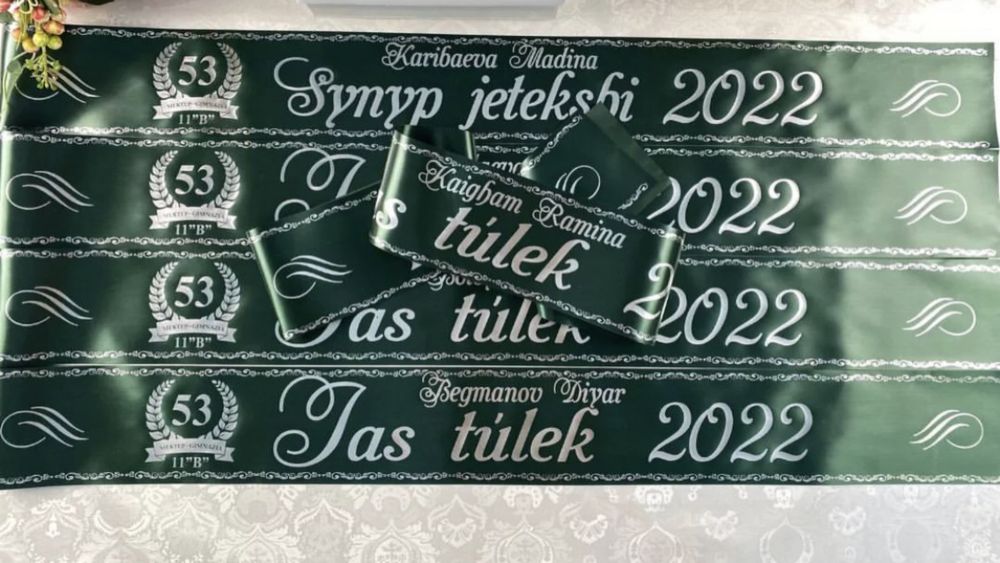 Karibaeva Madina
53
MEKTEP-GIMNAZIA
11"B"
Synyp jetekshi 2022
53
MEKTEP-GIMNAZIA
11"B"
2022
Kaigham Ramina
túlek
53
MEKTEP-GIMNAZIA
11"B"
Jas túlek 2022
Begmanov Diyar
53
MEKTEP-GIMNAZIA
11"B"
Jas túlek 2022